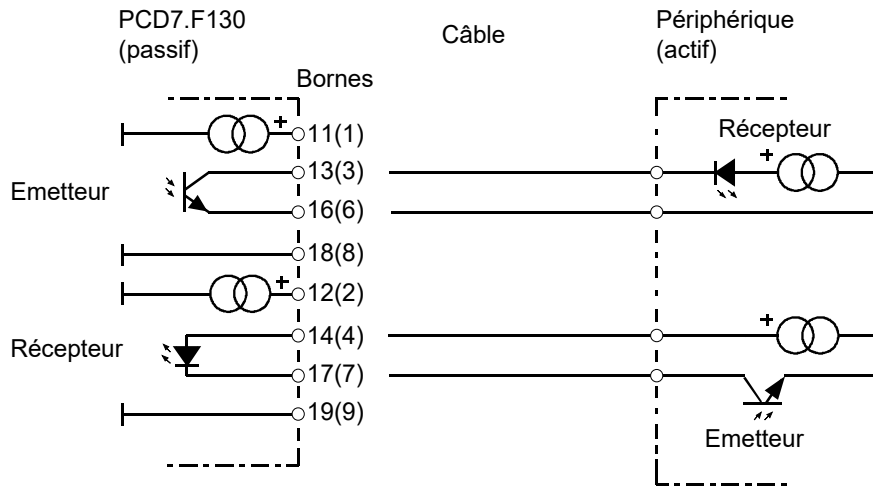 PCD7.F130
(passif)
Câble
Périphérique
(actif)
Bornes
11(1)
Récepteur
13(3)
Emetteur
16(6)
18(8)
12(2)
14(4)
Récepteur
17(7)
19(9)
Emetteur